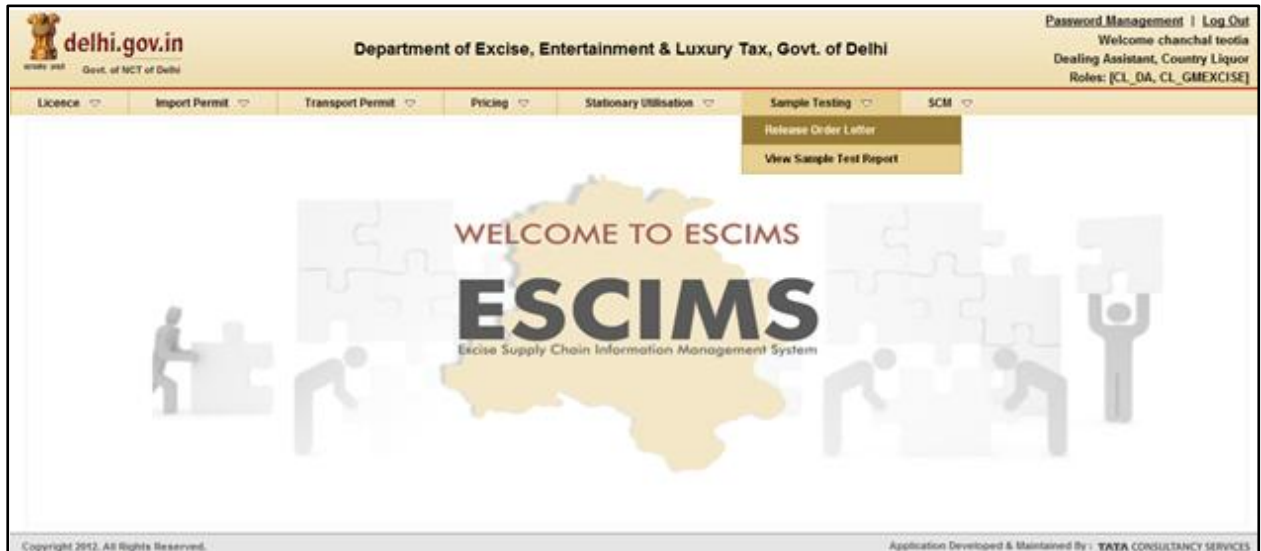 Password Management | Log Out
delhi.gov.in
Govt. of NCT of Delhi
Department of Excise, Entertainment & Luxury Tax, Govt. of Delhi
Welcome chanchal teotia
Dealing Assistant, Country Liquor
Roles: [CL_DA, CL_GMEXCISE]
Licence Import Permit Transport Permit Pricing Stationary Utilisation Sample Testing SCM
Release Order Letter
View Sample Test Report
WELCOME TO ESCIMS
ESCIMS
Excise Supply Chain Information Management System
Copyright 2012. All Rights Reserved.
Application Developed & Maintained By : TATA CONSULTANCY SERVICES